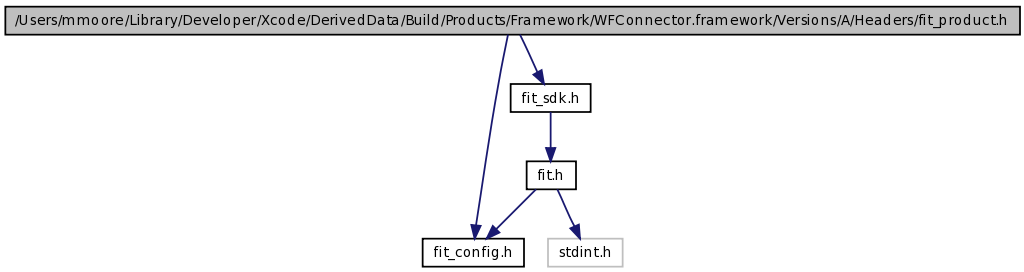 /Users/mmoore/Library/Developer/Xcode/DerivedData/Build/Products/Framework/WFConnector.framework/Versions/A/Headers/fit_product.h
fit_sdk.h
fit.h
fit_config.h
stdint.h